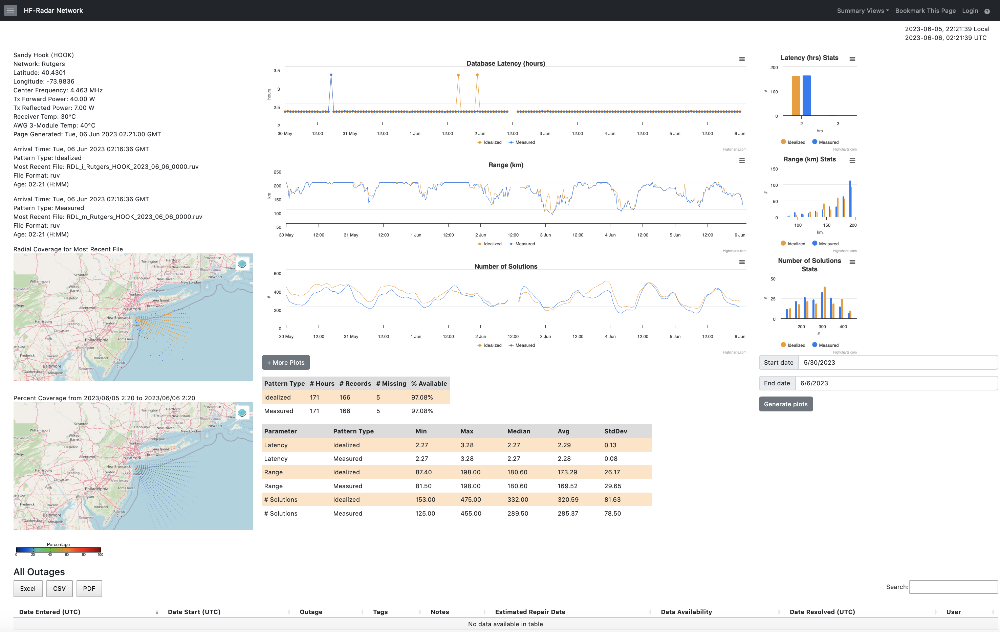 HF-Radar Network
Summary Views
Bookmark This Page
Login
?
2023-06-05, 22:21:39 Local
2023-06-06, 02:21:39 UTC
Sandy Hook (HOOK)
Network: Rutgers
Latitude: 40.4301
Longitude: -73.9836
Center Frequency: 4.463 MHz
Tx Forward Power: 40.00 W
Tx Reflected Power: 7.00 W
Receiver Temp: 30°C
AWG 3-Module Temp: 40°C
Page Generated: Tue, 06 Jun 2023 02:21:00 GMT
Arrival Time: Tue, 06 Jun 2023 02:16:36 GMT
Pattern Type: Idealized
Most Recent File: RDL_i_Rutgers_HOOK_2023_06_06_0000.ruv
File Format: ruv
Age: 02:21 (H:MM)
Arrival Time: Tue, 06 Jun 2023 02:16:36 GMT
Pattern Type: Measured
Most Recent File: RDL_m_Rutgers_HOOK_2023_06_06_0000.ruv
File Format: ruv
Age: 02:21 (H:MM)
Radial Coverage for Most Recent File
Providence
Torrington Hartford
Bristol New Britain
Rhode Island New
Connecticut
Scranton
Danbury New Haven
Newport
Williamsport
New London
nsylvania
Wilkes-
Barre
Bridgeport
Yonkers
Hazleton
Long Island
ollege
Allentown
Brentwood
New York
New Brunswick
Harrisburg
Reading
Trenton
Long Branch
Lancaster
New Jersey
York
Philadelphia
Toms River
gerstown
Wilmington
Frederick
Towson
Vineland
Baltimore
Delaware
Atlantic
City
Gaithersburg
Annapolis
Percent Coverage from 2023/06/05 2:20 to 2023/06/06 2:20
Providence
Torrington Hartford
Bristol New Britain
Rhode Island New
Connecticut
Scranton
Danbury New Haven
Newport
Williamsport
New London
nsylvania
Wilkes-
Barre
Bridgeport
Yonkers
Hazleton
Long Island
ollege
Allentown
Brentwood
New York
New Brunswick
Harrisburg
Reading
Trenton
Long Branch
Lancaster
New Jersey
York
Philadelphia
Toms River
gerstown
Wilmington
Frederick
Towson
Vineland
Baltimore
Delaware
Atlantic
City
Gaithersburg
Annapolis
Percentage
0 20 40 60 80 100
Database Latency (hours)
3.5
3
2.5
2
hours
30 May 12:00 31 May 12:00 1 Jun 12:00 2 Jun 12:00 3 Jun 12:00 4 Jun 12:00 5 Jun 12:00 6 Jun
Idealized Measured
Highcharts.com
Range (km)
250
200
150
100
50
km
30 May 12:00 31 May 12:00 1 Jun 12:00 2 Jun 12:00 3 Jun 12:00 4 Jun 12:00 5 Jun 12:00 6 Jun
Idealized Measured
Highcharts.com
Number of Solutions
600
400
200
0
#
30 May 12:00 31 May 12:00 1 Jun 12:00 2 Jun 12:00 3 Jun 12:00 4 Jun 12:00 5 Jun 12:00 6 Jun
Idealized Measured
Highcharts.com
Latency (hrs) Stats
200
100
0
#
2 3
hrs
Idealized Measured
Highcharts.com
Range (km) Stats
150
100
50
0
#
100 150 200
km
Idealized Measured
Highcharts.com
Number of Solutions
Stats
50
25
0
#
200 300 400
#
Idealized Measured
Highcharts.com
+ More Plots
Start date 5/30/2023
End date 6/6/2023
Generate plots
Pattern Type # Hours # Records # Missing % Available
Idealized 171 166 5 97.08%
Measured 171 166 5 97.08%
Parameter Pattern Type Min Max Median Avg StdDev
Latency Idealized 2.27 3.28 2.27 2.29 0.13
Latency Measured 2.27 3.28 2.27 2.28 0.08
Range Idealized 87.40 198.00 180.60 173.29 26.17
Range Measured 81.50 198.00 180.60 169.52 29.65
# Solutions Idealized 153.00 475.00 332.00 320.59 81.63
# Solutions Measured 125.00 455.00 289.50 285.37 78.50
All Outages
Excel CSV PDF
Search:
Date Entered (UTC) Date Start (UTC) Outage Tags Notes Estimated Repair Date Data Availability Date Resolved (UTC) User
No data available in table